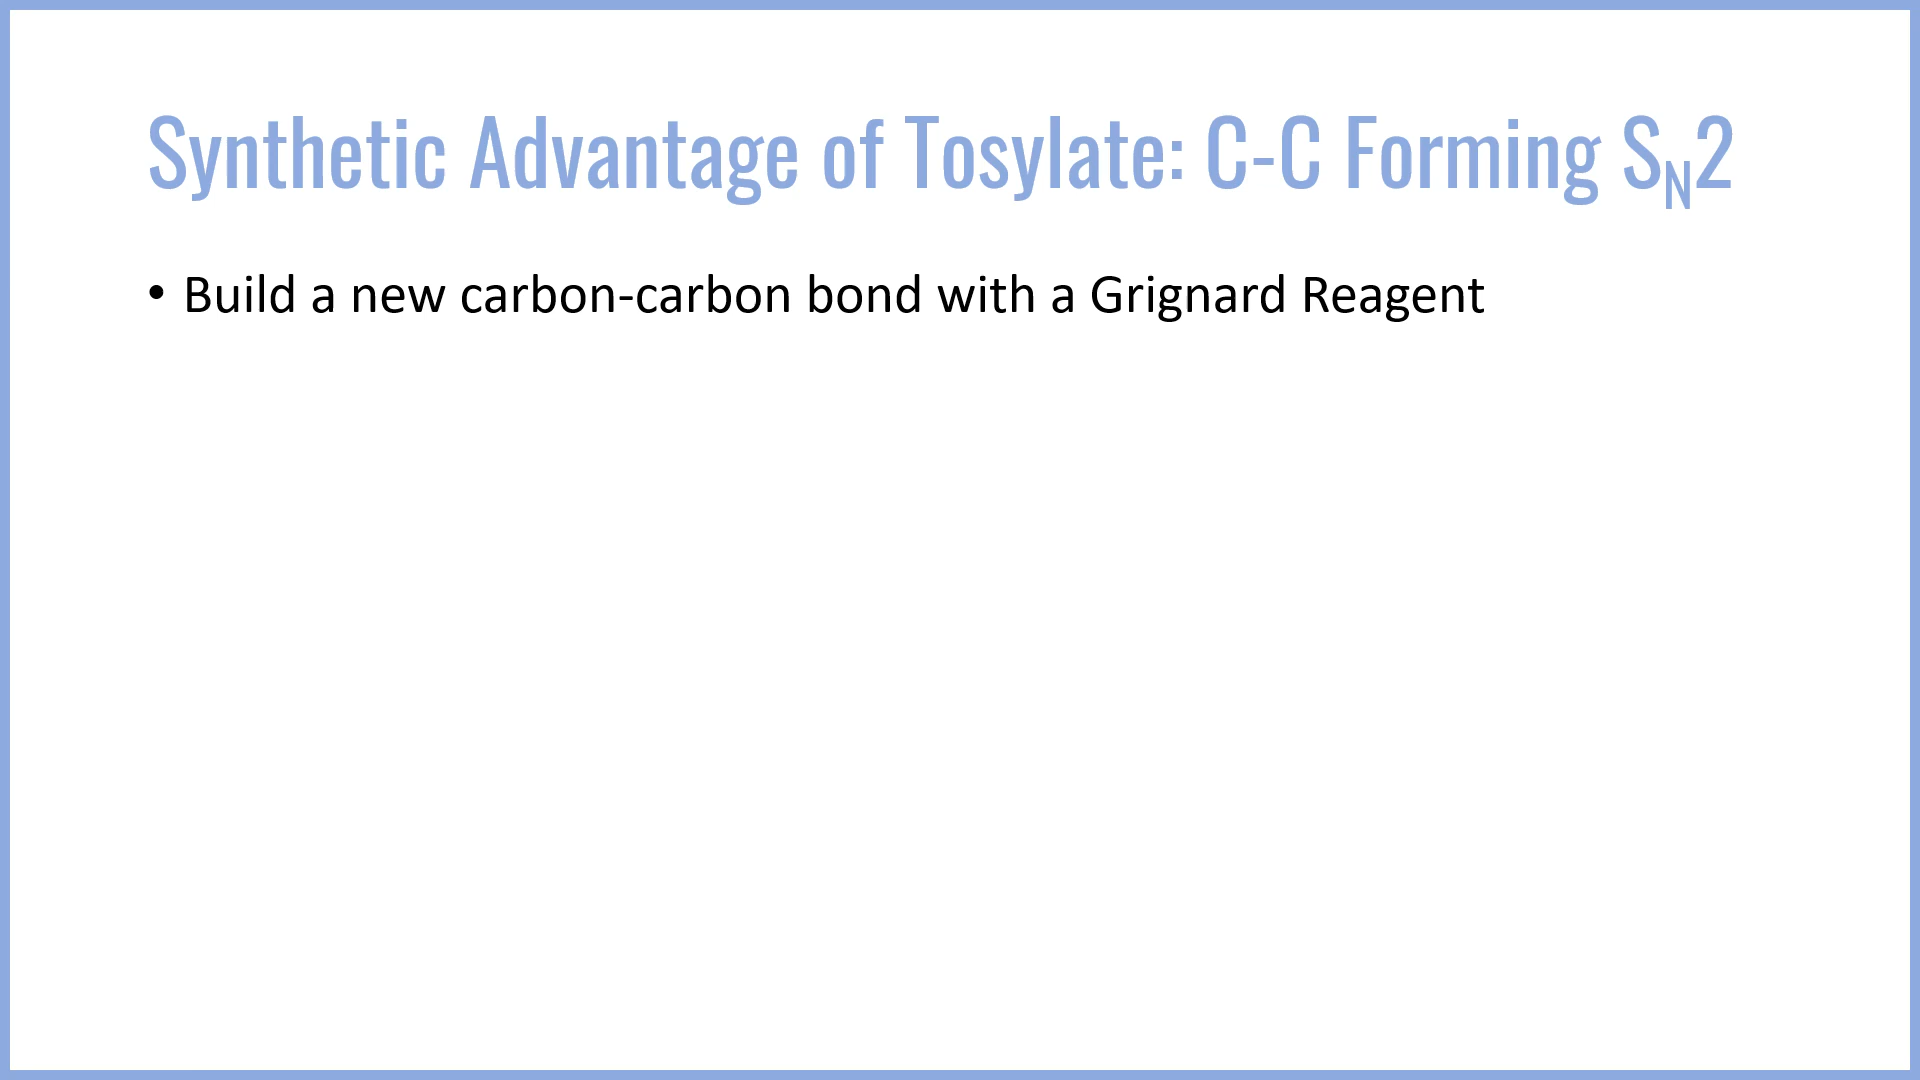 Synthetic Advantage of Tosylate: C-C Forming S<sub>N</sub>2
• Build a new carbon-carbon bond with a Grignard Reagent